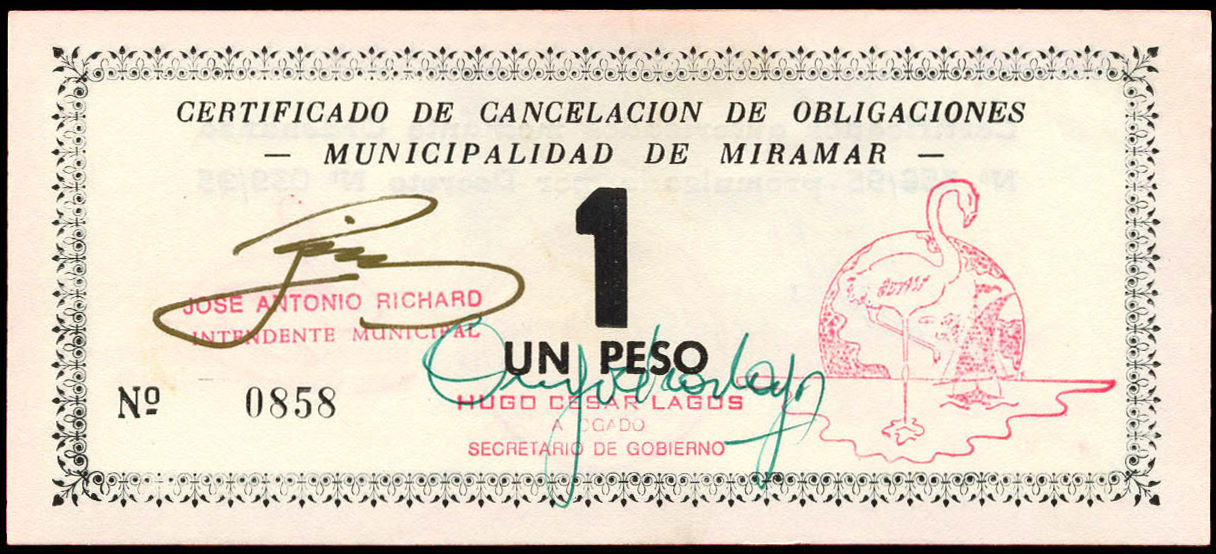 CERTIFICADO DE CANCELACION DE OBLIGACIONES
— MUNICIPALIDAD DE MIRAMAR —
1
UN PESO
JOSE ANTONIO RICHARD
INTENDENTE MUNICIPAL
Nº 0858
HUGO CESAR LAGOS
A OGADO
SECRETARIO DE GOBIERNO